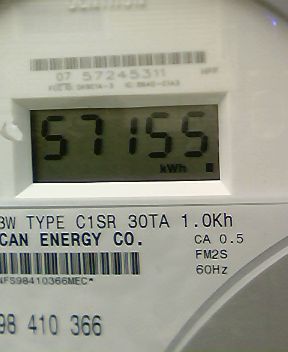 07 57245311
57155
kWh
3W TYPE C1SR 30TA 1.0Kh
CAN ENERGY CO.
CA 0.5
FM2S
60Hz
NFS98410366MEC*
98 410 366